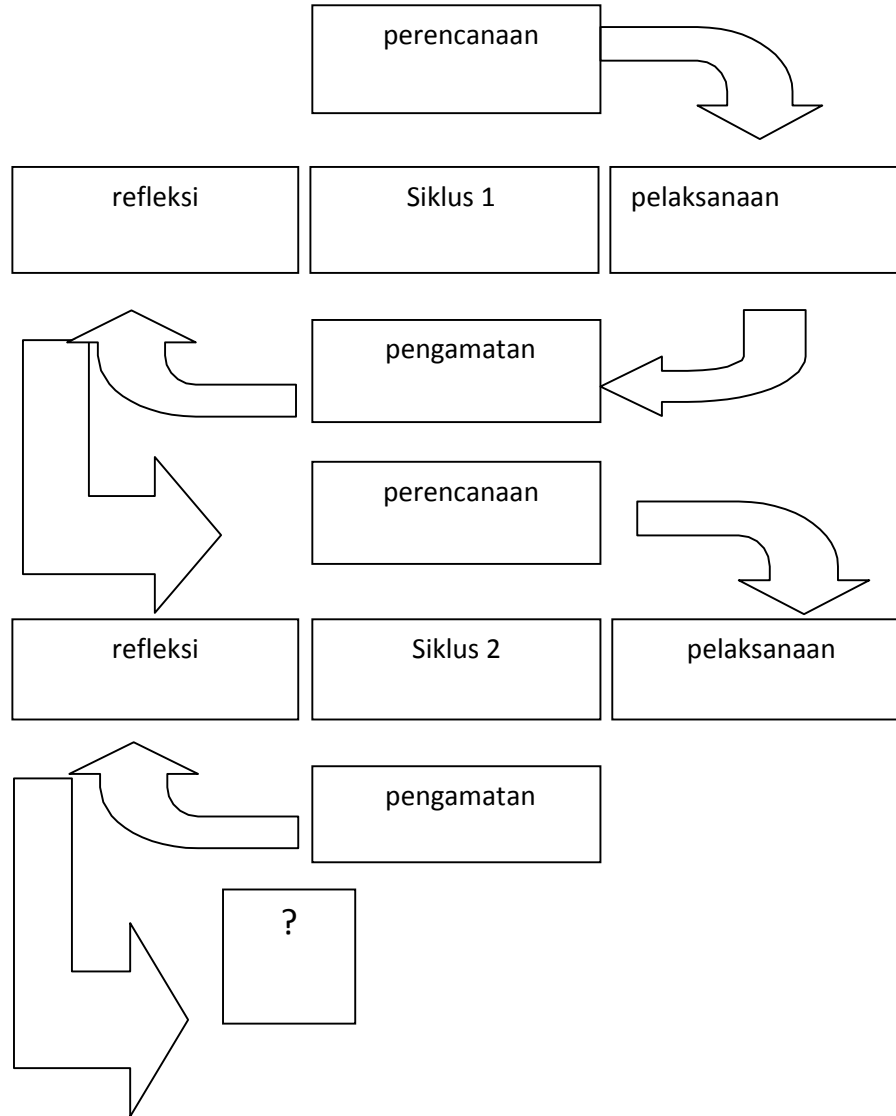 perencanaan
refleksi
Siklus 1
pelaksanaan
pengamatan
perencanaan
refleksi
Siklus 2
pelaksanaan
pengamatan
?